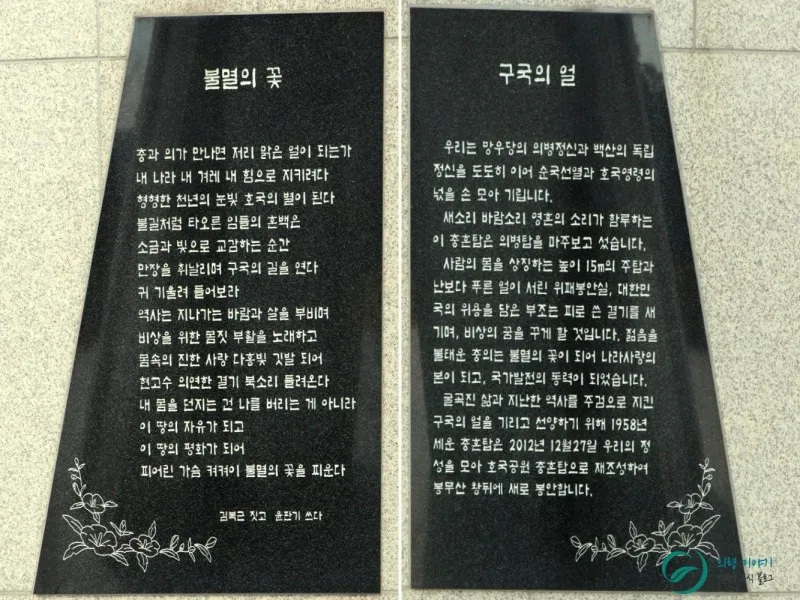 불멸의 꽃
충과 의가 만나면 저리 맑은 얼이 되는가
내 나라 내 겨레 내 힘으로 지키려다
형형한 천년의 눈빛 호국의 별이 된다
불길처럼 타오른 임들의 혼백은
소금과 빛으로 교감하는 순간
만장을 휘날리며 구국의 길을 연다
귀 기울려 들어보라
역사는 지나가는 바람과 살을 부비며
비상을 위한 몸짓 부활을 노래하고
몸속의 진한 사랑 다홍빛 깃발 되어
현고수 의연한 결기 북소리 들려온다
내 몸을 던지는 건 나를 버리는 게 아니라
이 땅의 자유가 되고
이 땅의 평화가 되어
피어린 가슴 켜켜이 불멸의 꽃을 피운다
김복근 짓고 윤판기 쓰다
구국의 얼
우리는 망우당의 의병정신과 백산의 독립
정신을 도도히 이어 순국선열과 호국영령의
넋을 손 모아 기립니다.
새소리 바람소리 영혼의 소리가 함루하는
이 충혼탑은 의병탑을 마주보고 섰습니다.
사람의 몸을 상징하는 높이 15m의 주탑과
난보다 푸른 얼이 서린 위패봉안실, 대한민
국의 위용을 담은 부조는 피로 쓴 결기를 새
기며, 비상의 꿈을 꾸게 할 것입니다. 젊음을
불태운 충의는 불멸의 꽃이 되어 나라사랑의
본이 되고, 국가발전의 동력이 되었습니다.
굴곡진 삶과 지난한 역사를 주검으로 지킨
구국의 얼을 기리고 선양하기 위해 1958년
세운 충혼탑은 2012년 12월27일 우리의 정
성을 모아 호국공원 충혼탑으로 재조성하여
봉무산 창뒤에 새로 봉안합니다.
의령 이야기
블로그